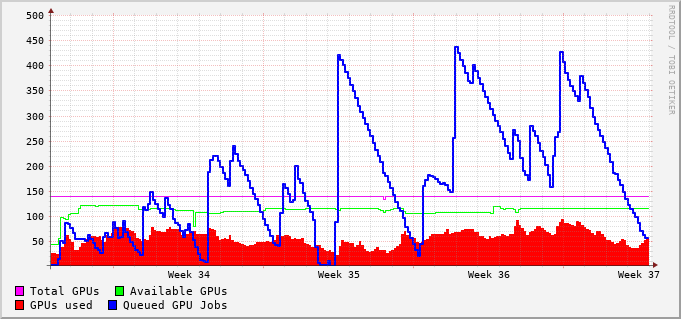 500
450
400
350
300
250
200
150
100
50
Week 34 Week 35 Week 36 Week 37
Total GPUs Available GPUs
GPUs used Queued GPU Jobs
RRDTOOL / TOBI OETIKER